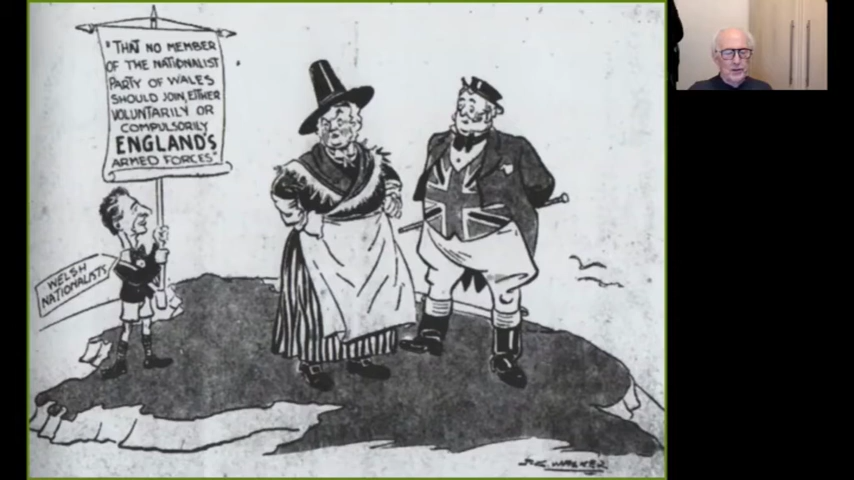 "THAT NO MEMBER
OF THE NATIONALIST
PARTY OF WALES
SHOULD JOIN, EITHER
VOLUNTARILY OR
COMPULSORILY
ENGLAND'S
ARMED FORCES"
WELSH
NATIONALISTS
J.C. WALKER